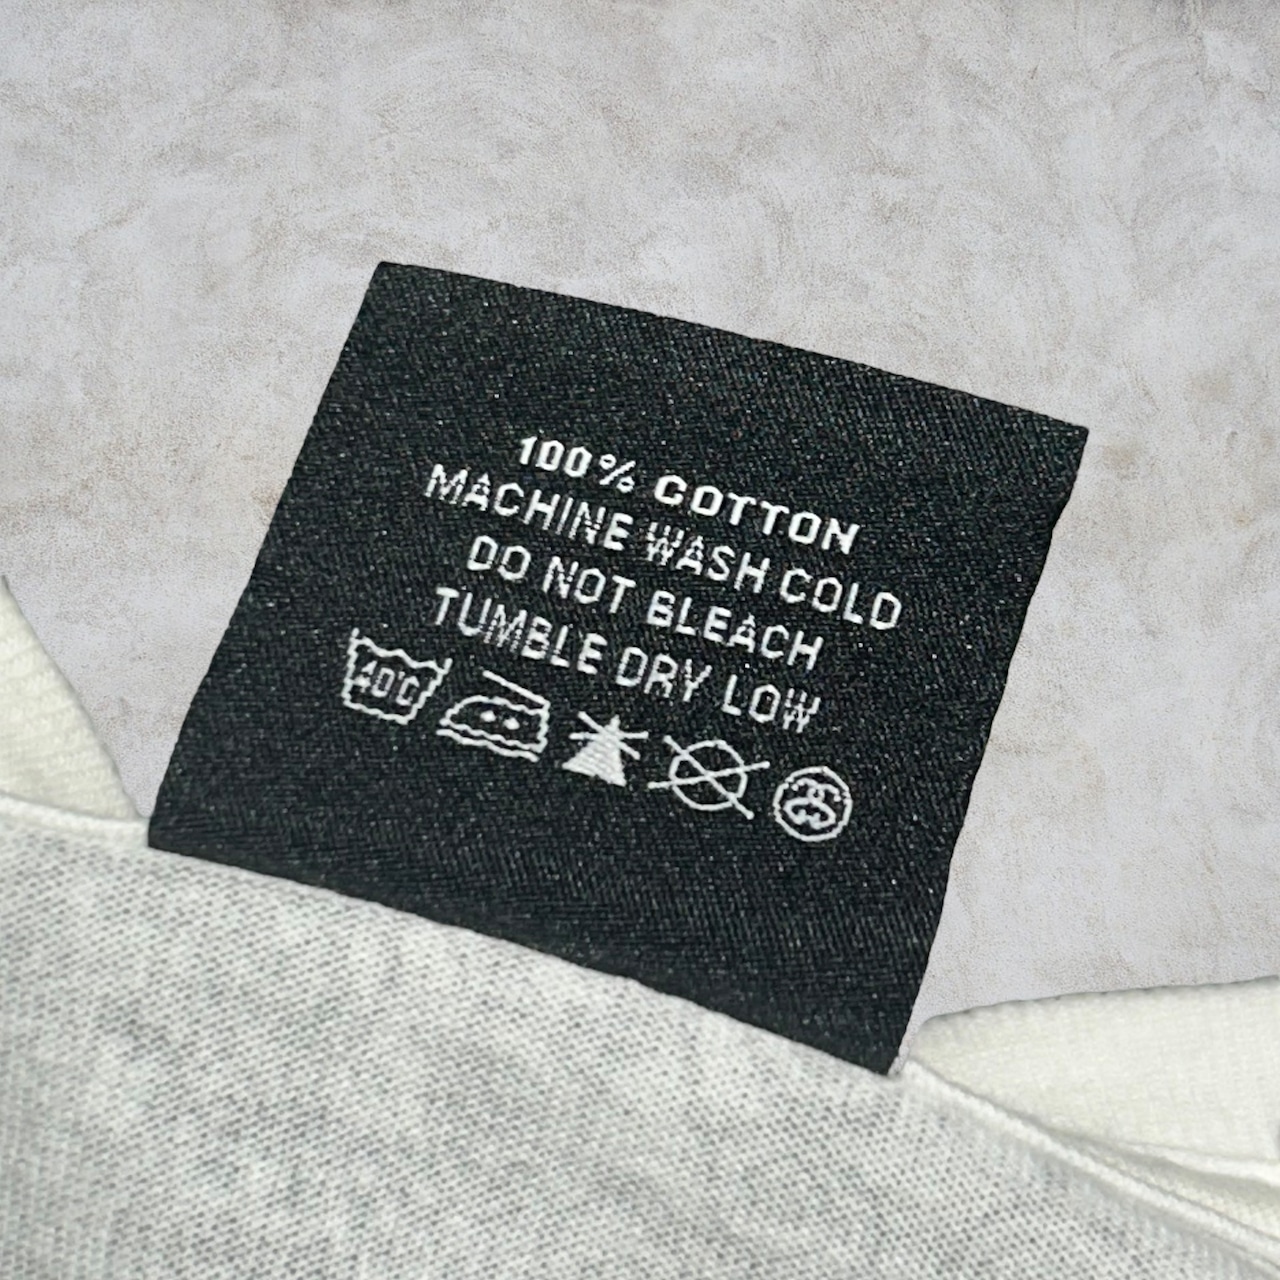 100% COTTON
MACHINE WASH COLD
DO NOT BLEACH
TUMBLE DRY LOW
40°C